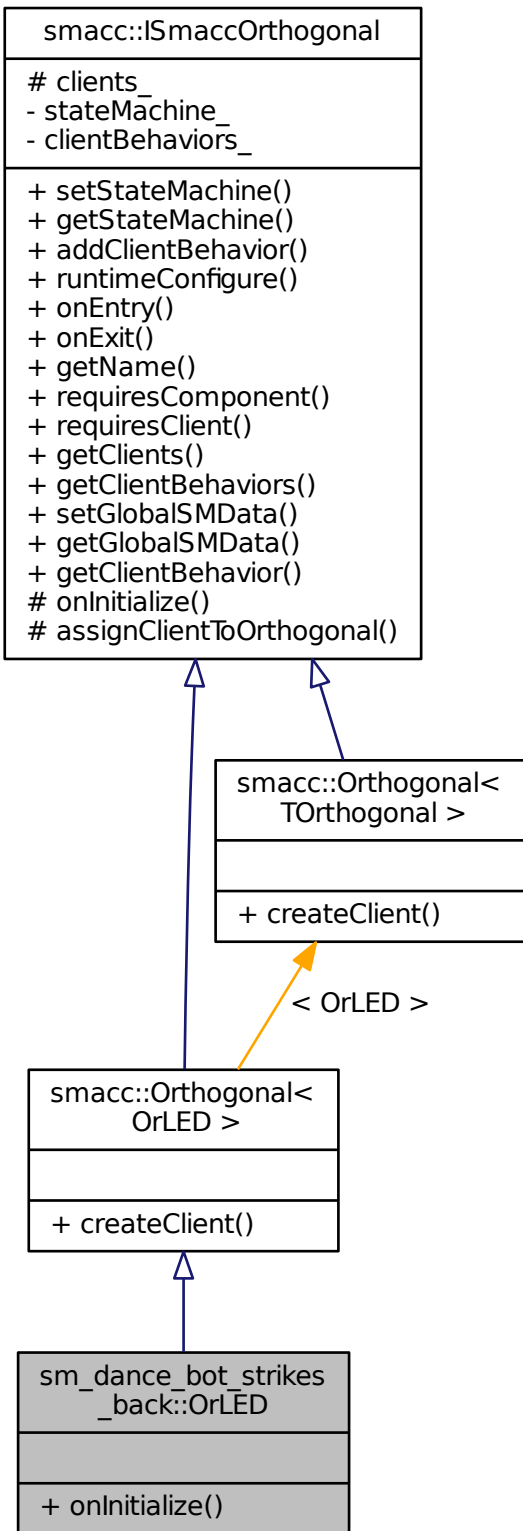 smacc::ISmaccOrthogonal
# clients_
- stateMachine_
- clientBehaviors_
+ setStateMachine()
+ getStateMachine()
+ addClientBehavior()
+ runtimeConfigure()
+ onEntry()
+ onExit()
+ getName()
+ requiresComponent()
+ requiresClient()
+ getClients()
+ getClientBehaviors()
+ setGlobalSMData()
+ getGlobalSMData()
+ getClientBehavior()
# onInitialize()
# assignClientToOrthogonal()
smacc::Orthogonal<
TOrthogonal >
+ createClient()
< OrLED >
smacc::Orthogonal<
OrLED >
+ createClient()
sm_dance_bot_strikes
_back::OrLED
+ onInitialize()